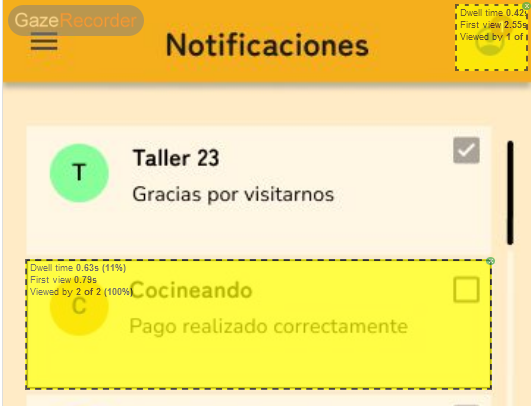 GazeRecorder
Notificaciones
Dwell time 0.42s
First view 2.55s
Viewed by 1 of
T
Taller 23
Gracias por visitarnos
Dwell time 0.63s (11%)
First view 0.79s
Viewed by 2 of 2 (100%)
C
Cocineando
Pago realizado correctamente